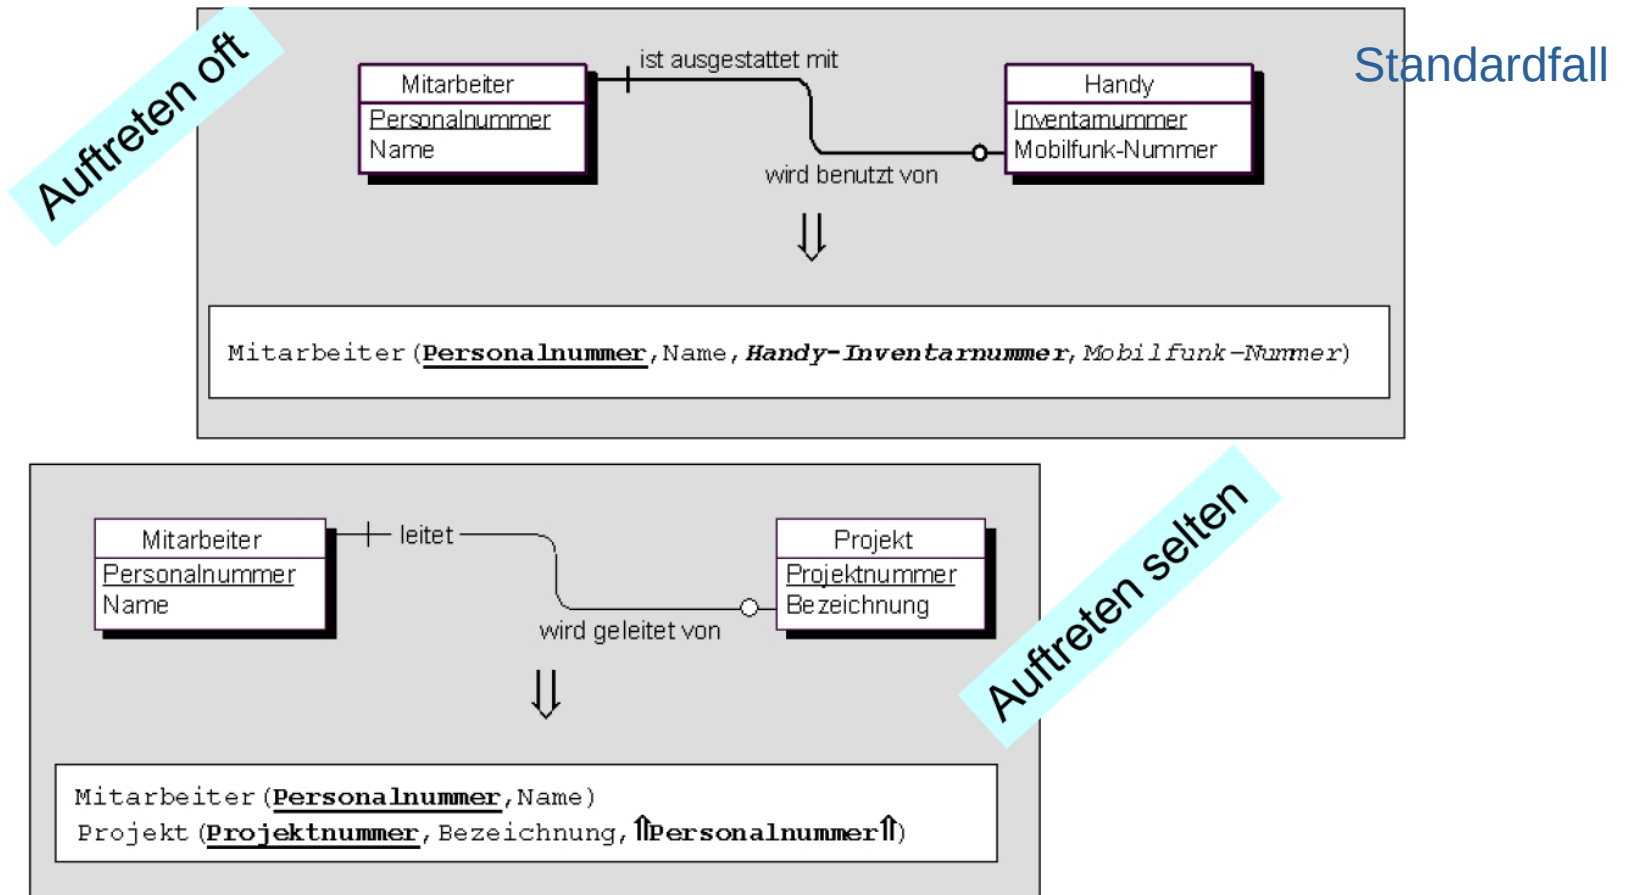 Auftreten oft
Standardfall
ist ausgestattet mit
Mitarbeiter
Personalnummer
Name
Handy
Inventarnummer
Mobilfunk-Nummer
wird benutzt von
⇓
Mitarbeiter(Personalnummer,Name,Handy-Inventarnummer,Mobilfunk-Nummer)
Auftreten selten
Mitarbeiter
Personalnummer
Name
leitet
Projekt
Projektnummer
Bezeichnung
wird geleitet von
⇓
Mitarbeiter(Personalnummer,Name)
Projekt(Projektnummer,Bezeichnung,⇑Personalnummer⇑)